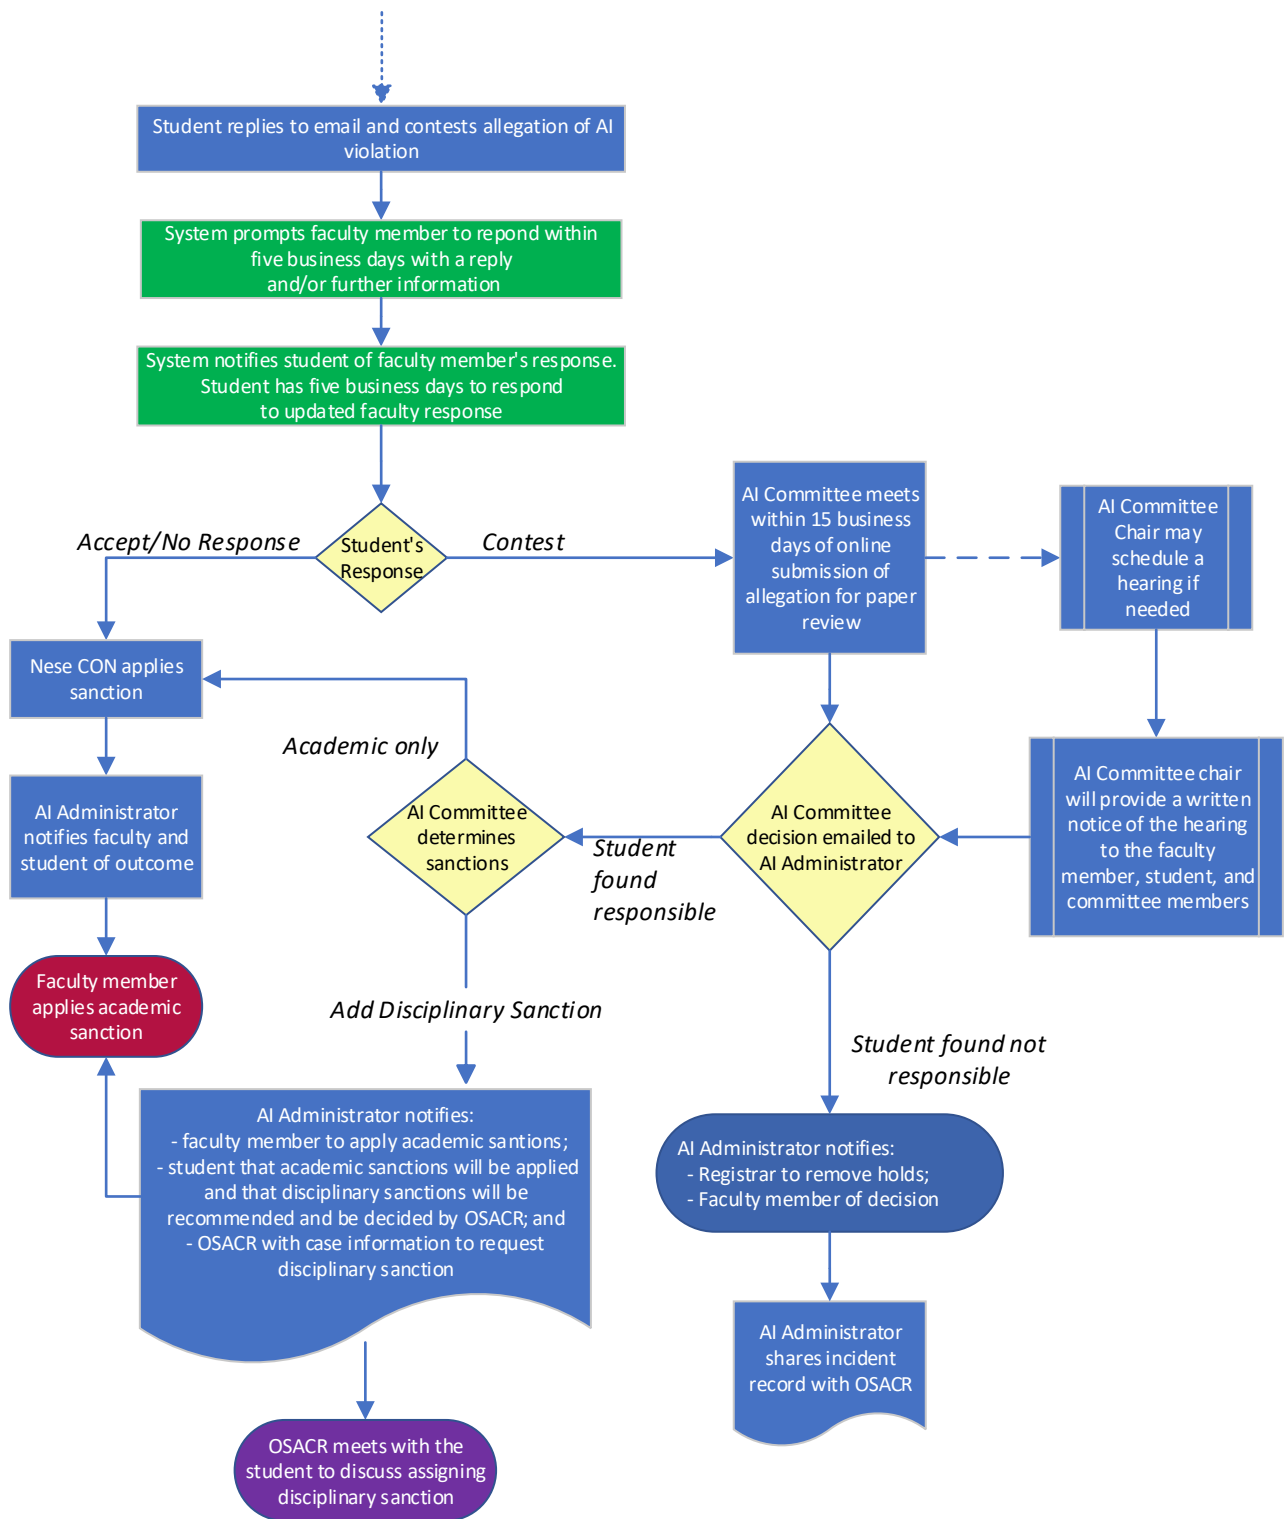 Student replies to email and contests allegation of AI
violation
System prompts faculty member to repond within
five business days with a reply
and/or further information
System notifies student of faculty member's response.
Student has five business days to respond
to updated faculty response
Student's
Response
Accept/No Response
Contest
AI Committee meets
within 15 business
days of online
submission of
allegation for paper
review
AI Committee
Chair may
schedule a
hearing if
needed
Nese CON applies
sanction
Academic only
AI Administrator
notifies faculty and
student of outcome
AI Committee
determines
sanctions
Student
found
responsible
AI Committee
decision emailed to
AI Administrator
AI Committee chair
will provide a written
notice of the hearing
to the faculty
member, student, and
committee members
Faculty member
applies academic
sanction
Add Disciplinary Sanction
Student found not
responsible
AI Administrator notifies:
- faculty member to apply academic santions;
- student that academic sanctions will be applied
and that disciplinary sanctions will be
recommended and be decided by OSACR; and
- OSACR with case information to request
disciplinary sanction
AI Administrator notifies:
- Registrar to remove holds;
- Faculty member of decision
AI Administrator
shares incident
record with OSACR
OSACR meets with the
student to discuss assigning
disciplinary sanction